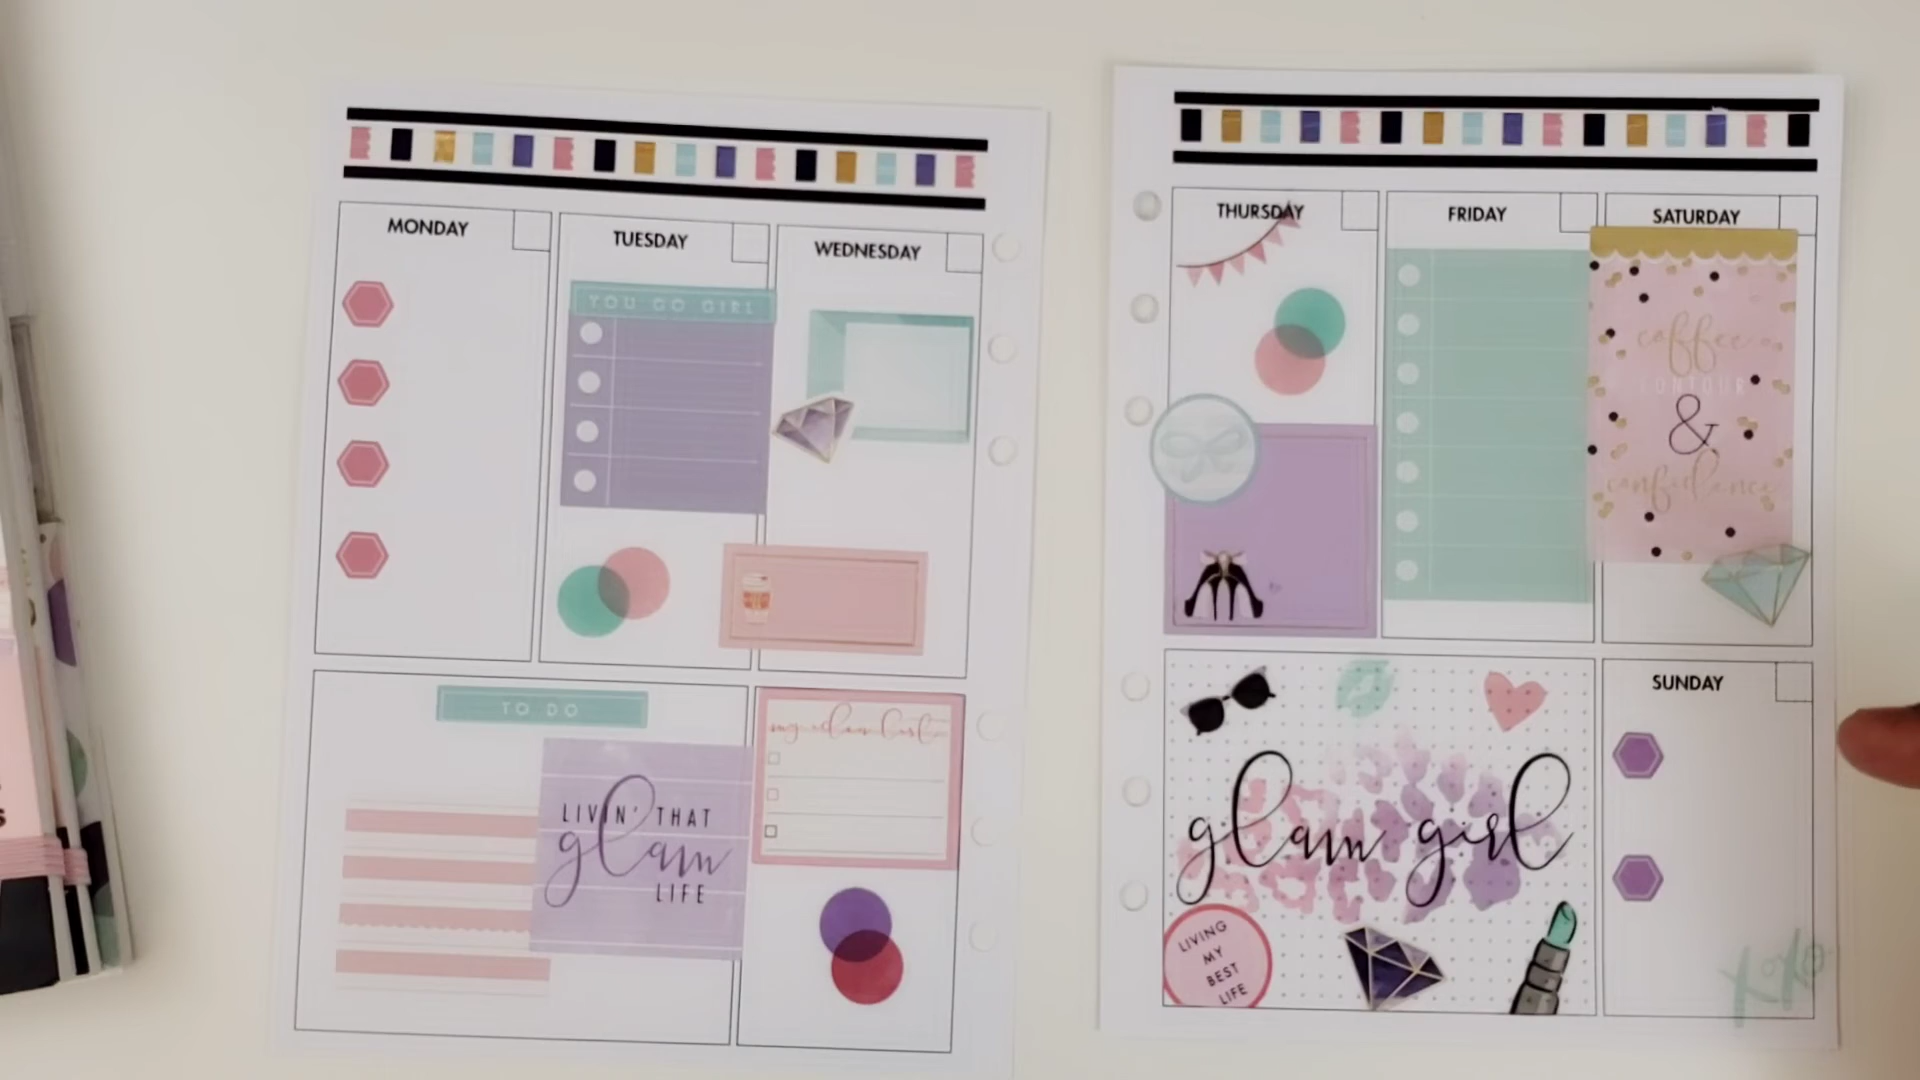 MONDAY
TUESDAY
WEDNESDAY
YOU GO GIRL
TO DO
LIVIN' THAT
glam
LIFE
THURSDAY
FRIDAY
SATURDAY
coffee
CONTOUR
&
confidence
glam girl
LIVING
MY
BEST
LIFE
SUNDAY
xoxo